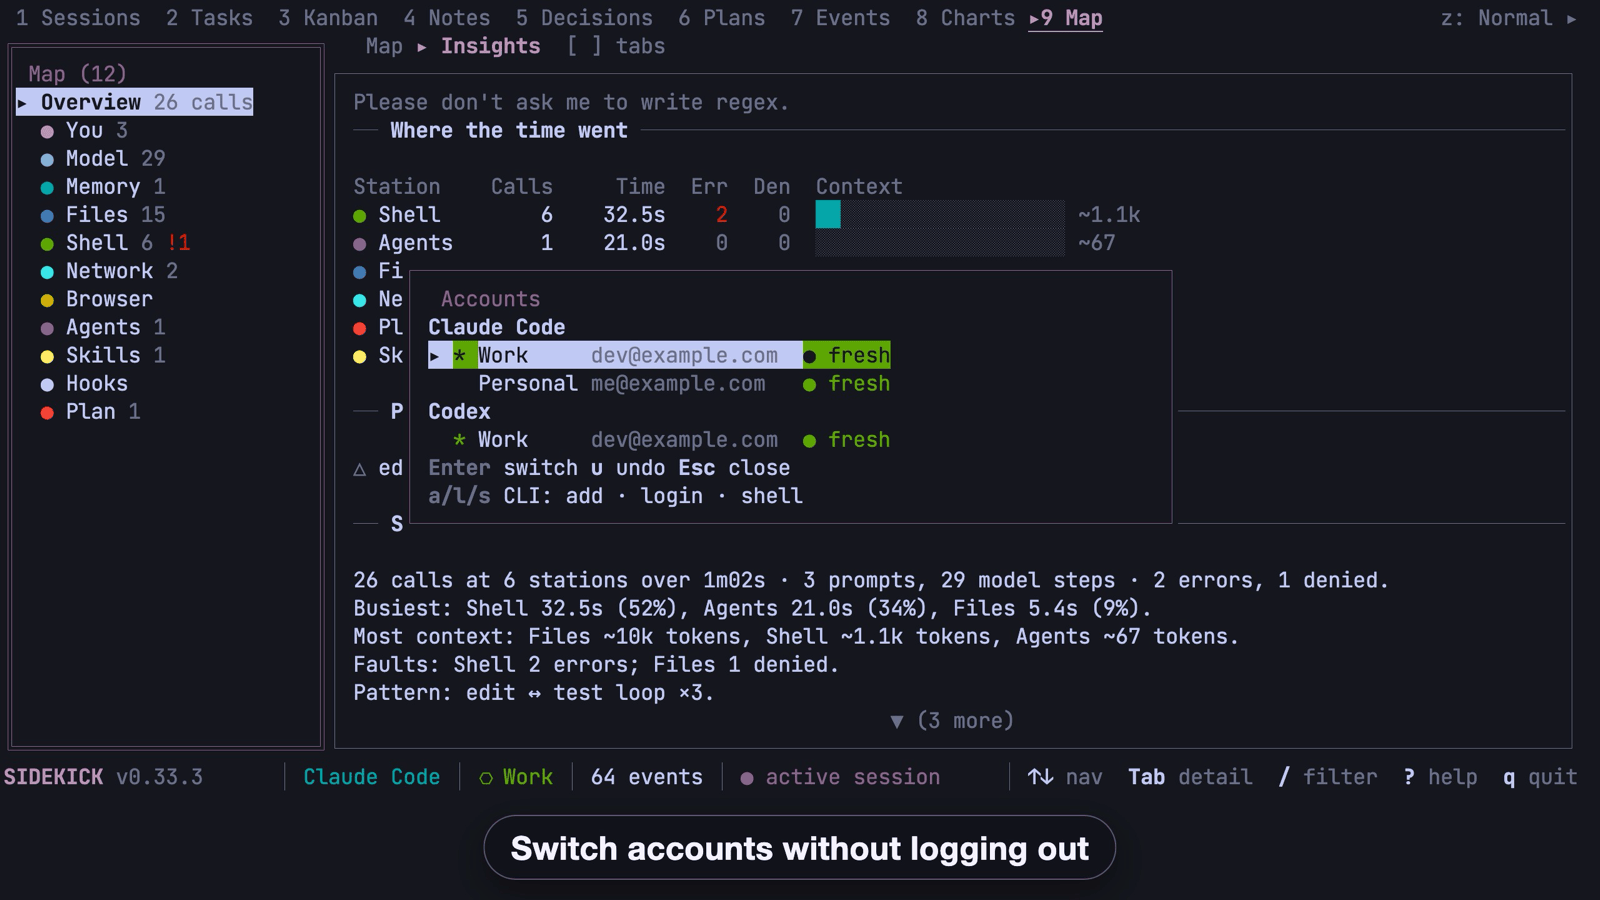 1 Sessions 2 Tasks 3 Kanban 4 Notes 5 Decisions 6 Plans 7 Events 8 Charts ▸9 Map z: Normal ▸
Map ▸ Insights [ ] tabs
Map (12)
▸ Overview 26 calls
● You 3
● Model 29
● Memory 1
● Files 15
● Shell 6 !1
● Network 2
● Browser
● Agents 1
● Skills 1
● Hooks
● Plan 1
Please don't ask me to write regex.
Where the time went
Station Calls Time Err Den Context
● Shell 6 32.5s 2 0 ~1.1k
● Agents 1 21.0s 0 0 ~67
● Fi
● Ne
● Pl
● Sk
P
△ ed
S
Accounts
Claude Code
▸ * Work dev@example.com ● fresh
Personal me@example.com ● fresh
Codex
* Work dev@example.com ● fresh
Enter switch u undo Esc close
a/l/s CLI: add · login · shell
26 calls at 6 stations over 1m02s · 3 prompts, 29 model steps · 2 errors, 1 denied.
Busiest: Shell 32.5s (52%), Agents 21.0s (34%), Files 5.4s (9%).
Most context: Files ~10k tokens, Shell ~1.1k tokens, Agents ~67 tokens.
Faults: Shell 2 errors; Files 1 denied.
Pattern: edit ↔ test loop ×3.
▼ (3 more)
SIDEKICK v0.33.3 Claude Code ⎔ Work 64 events ● active session ↑↓ nav Tab detail / filter ? help q quit
Switch accounts without logging out